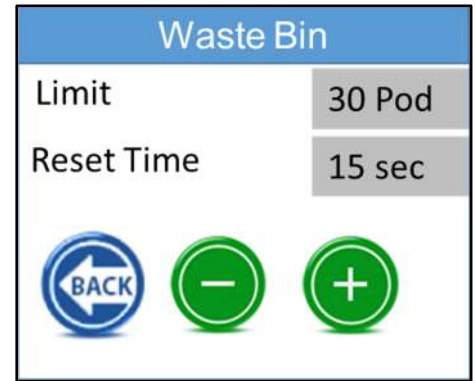 Waste Bin
Limit 30 Pod
Reset Time 15 sec
BACK − +